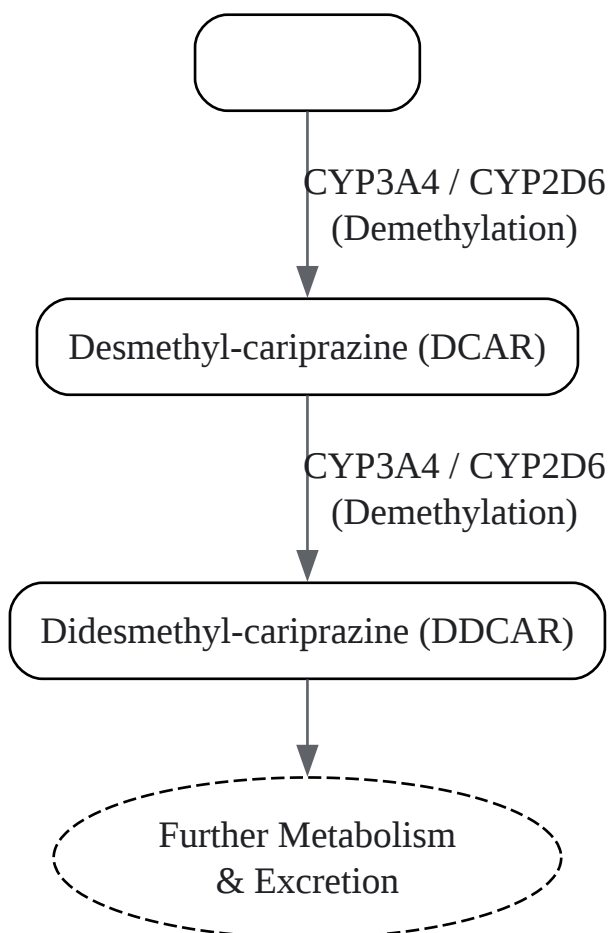 CYP3A4 / CYP2D6
(Demethylation)
Desmethyl-cariprazine (DCAR)
CYP3A4 / CYP2D6
(Demethylation)
Didesmethyl-cariprazine (DDCAR)
Further Metabolism
& Excretion